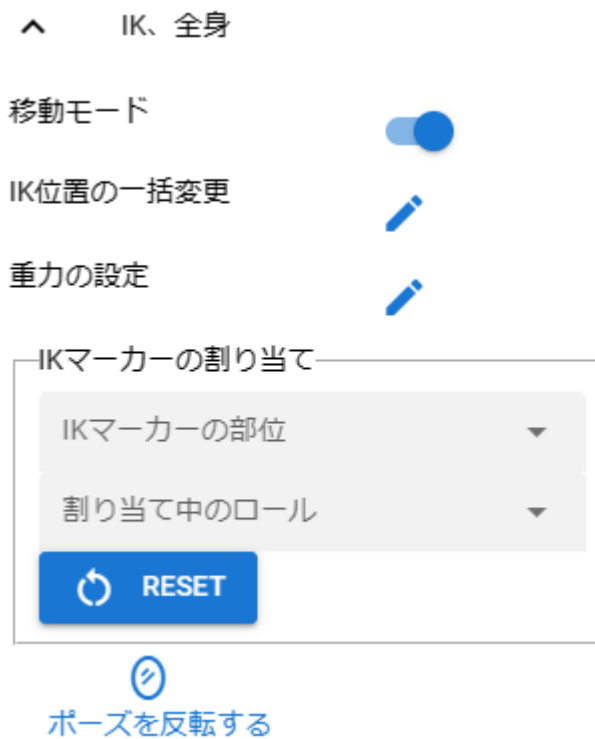 IK、全身
移動モード
IK位置の一括変更
重力の設定
IKマーカーの割り当て
IKマーカーの部位
割り当て中のロール
RESET
ポーズを反転する